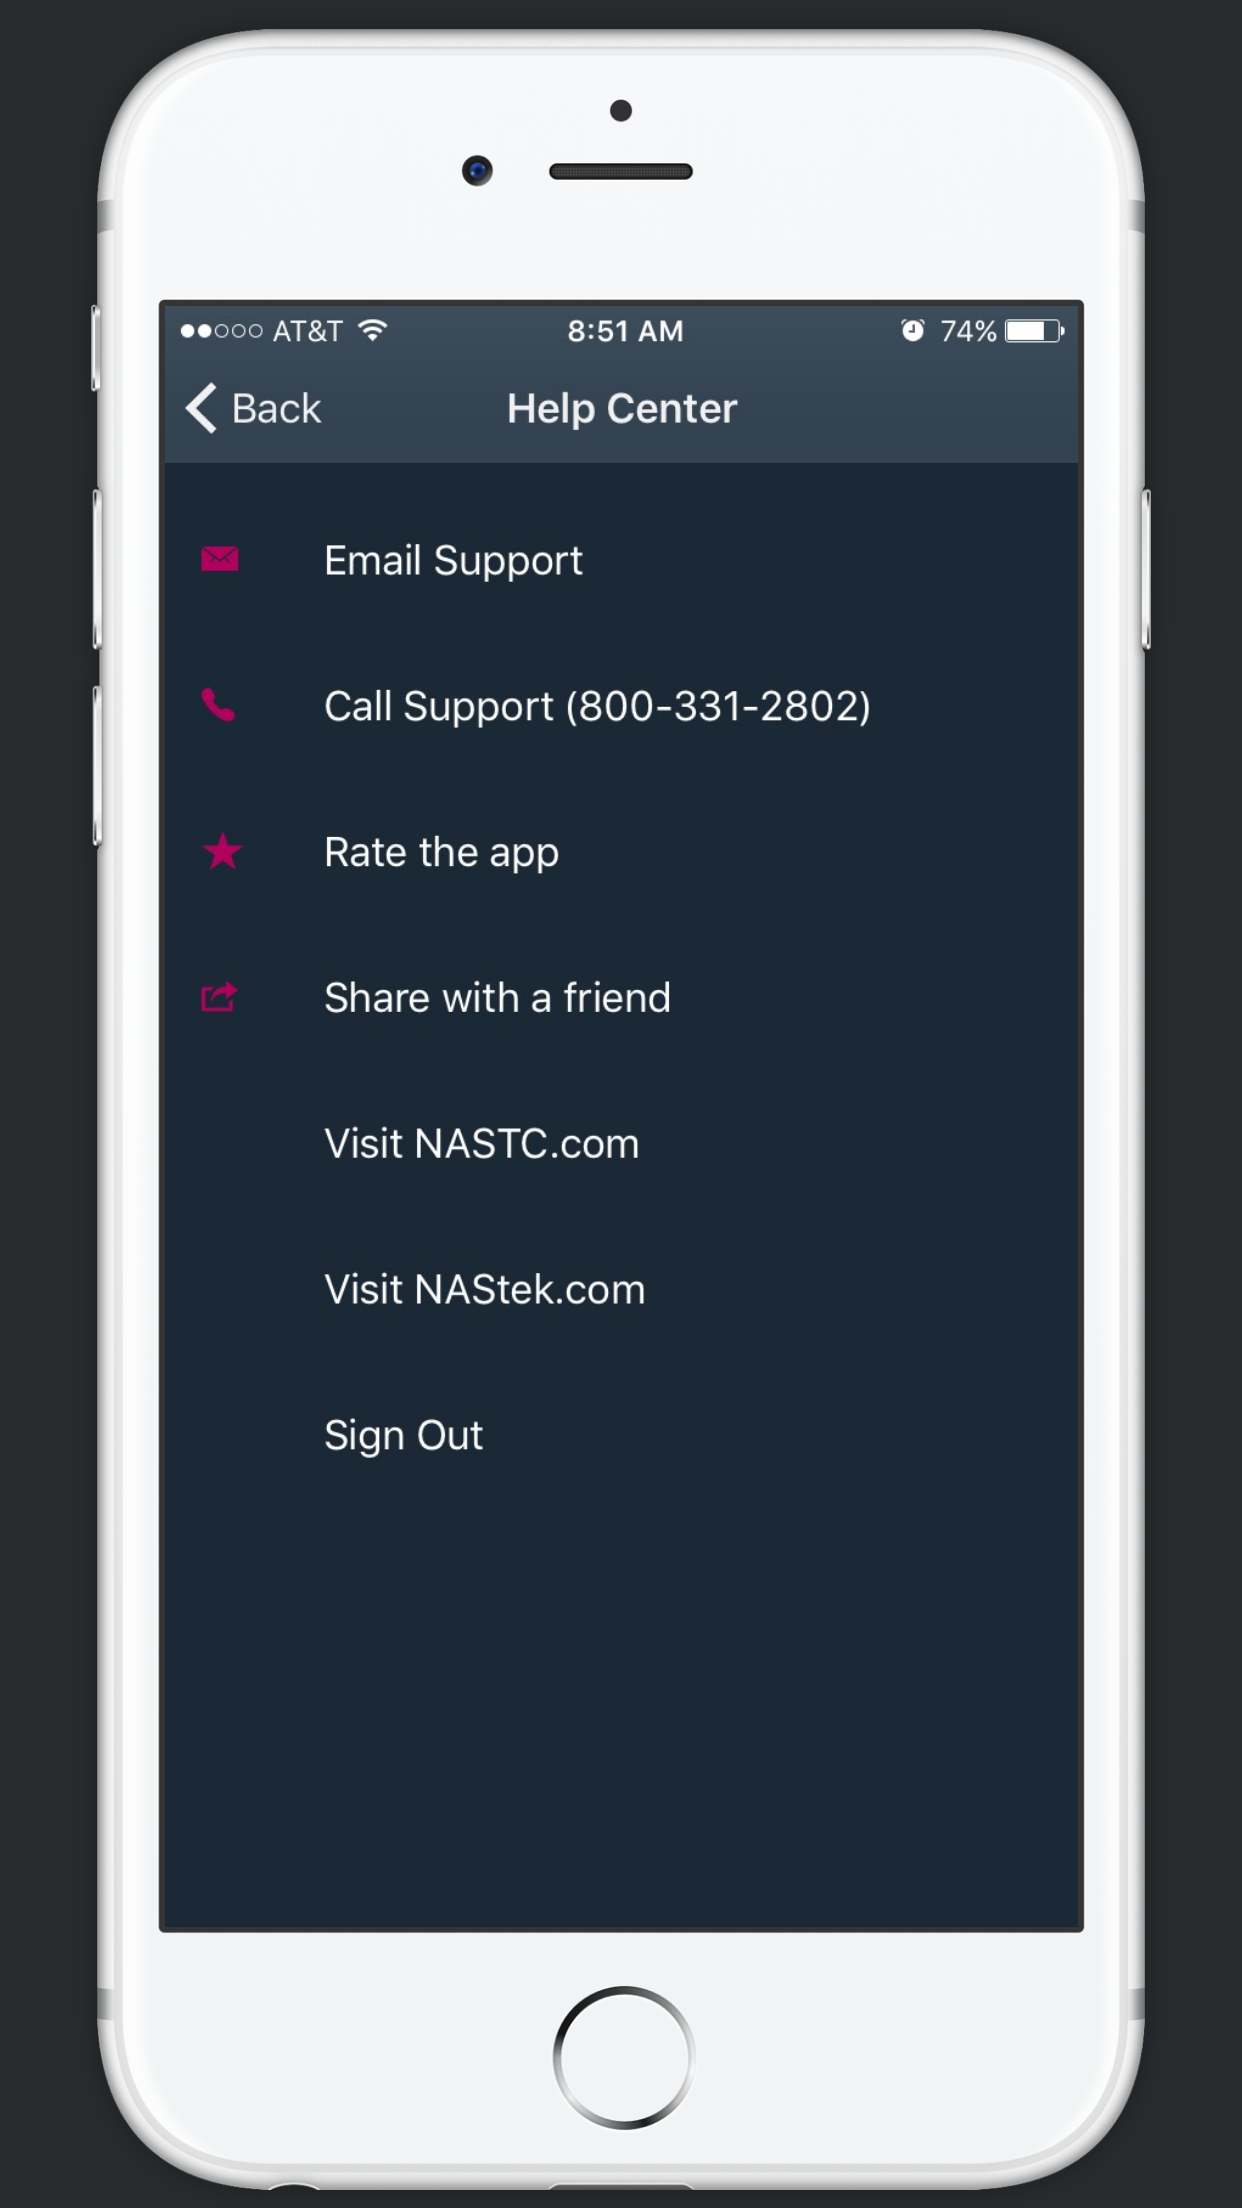 AT&T 8:51 AM 74%
Back Help Center
Email Support
Call Support (800-331-2802)
Rate the app
Share with a friend
Visit NASTC.com
Visit NAStek.com
Sign Out